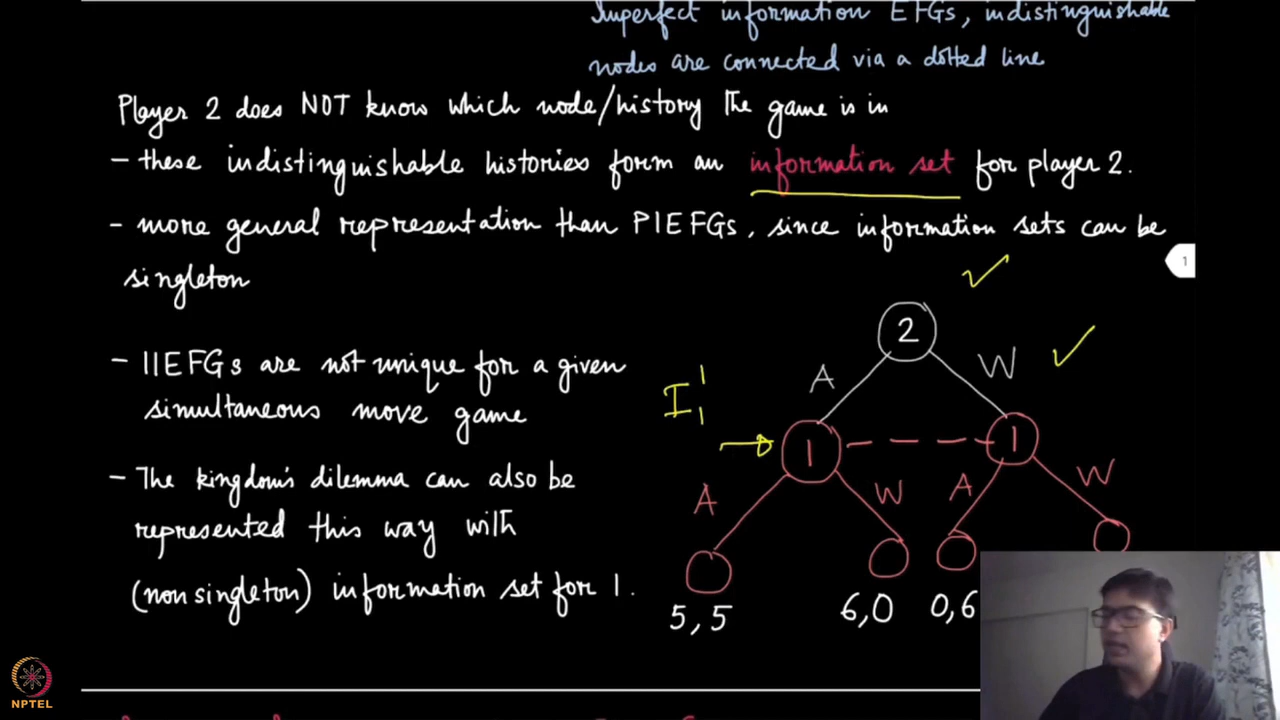 Imperfect information EFGs, indistinguishable
nodes are connected via a dotted line
Player 2 does NOT know which node/history the game is in
- these indistinguishable histories form an information set for player 2.
- more general representation than PIEFGs, since information sets can be
singleton
1
- IIEFGs are not unique for a given
simultaneous move game
- The kingdom's dilemma can also be
represented this way with
(non singleton) information set for 1.
2
A W
I₁¹
1 1
A W A W
5,5 6,0 0,6
NPTEL